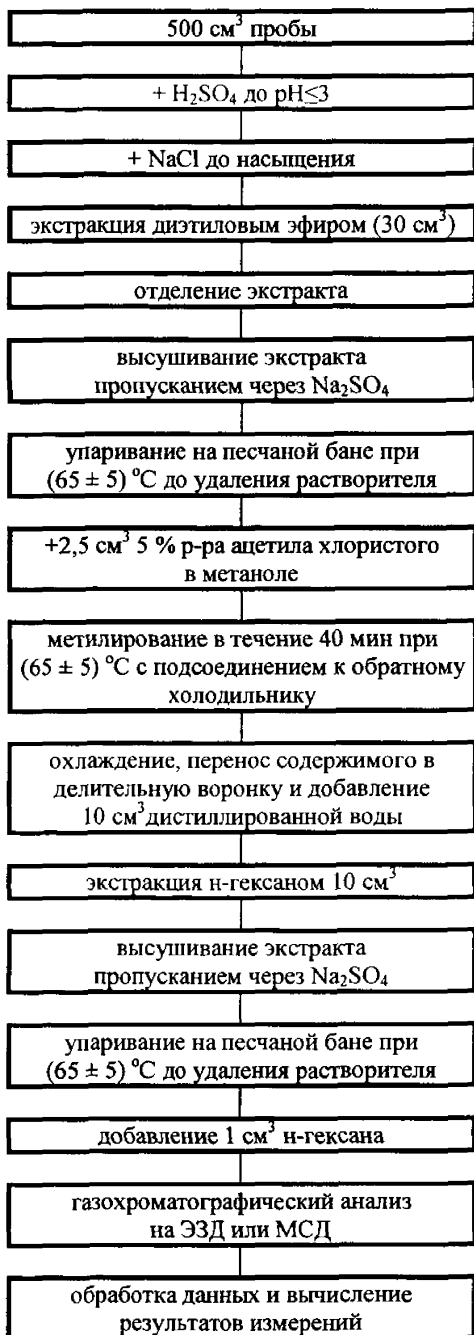 500 см³ пробы
+ H₂SO₄ до pH≤3
+ NaCl до насыщения
экстракция диэтиловым эфиром (30 см³)
отделение экстракта
высушивание экстракта
пропусканием через Na₂SO₄
упаривание на песчаной бане при
(65 ± 5) °С до удаления растворителя
+2,5 см³ 5 % р-ра ацетила хлористого
в метаноле
метилирование в течение 40 мин при
(65 ± 5) °С с подсоединением к обратному
холодильнику
охлаждение, перенос содержимого в
делительную воронку и добавление
10 см³дистиллированной воды
экстракция н-гексаном 10 см³
высушивание экстракта
пропусканием через Na₂SO₄
упаривание на песчаной бане при
(65 ± 5) °С до удаления растворителя
добавление 1 см³ н-гексана
газохроматографический анализ
на ЭЗД или МСД
обработка данных и вычисление
результатов измерений